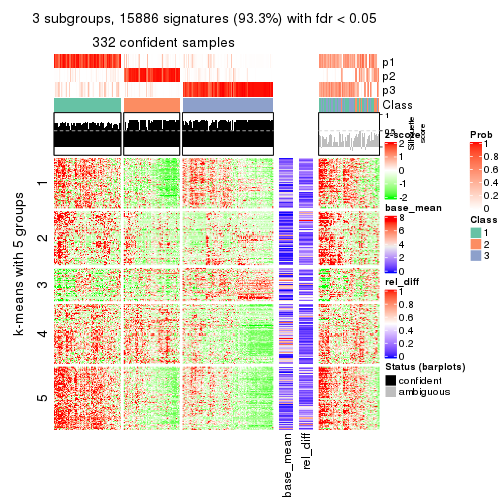 3 subgroups, 15886 signatures (93.3%) with fdr < 0.05
332 confident samples
p1
p2
p3
Class
1
0.5
Silhouette
score
k-means with 5 groups
1
2
3
4
5
base_mean
rel_diff
z-score
2
1
0
-1
-2
base_mean
8
6
4
2
0
rel_diff
1
0.8
0.6
0.4
0.2
0
Status (barplots)
confident
ambiguous
Prob
1
0.8
0.6
0.4
0.2
0
Class
1
2
3